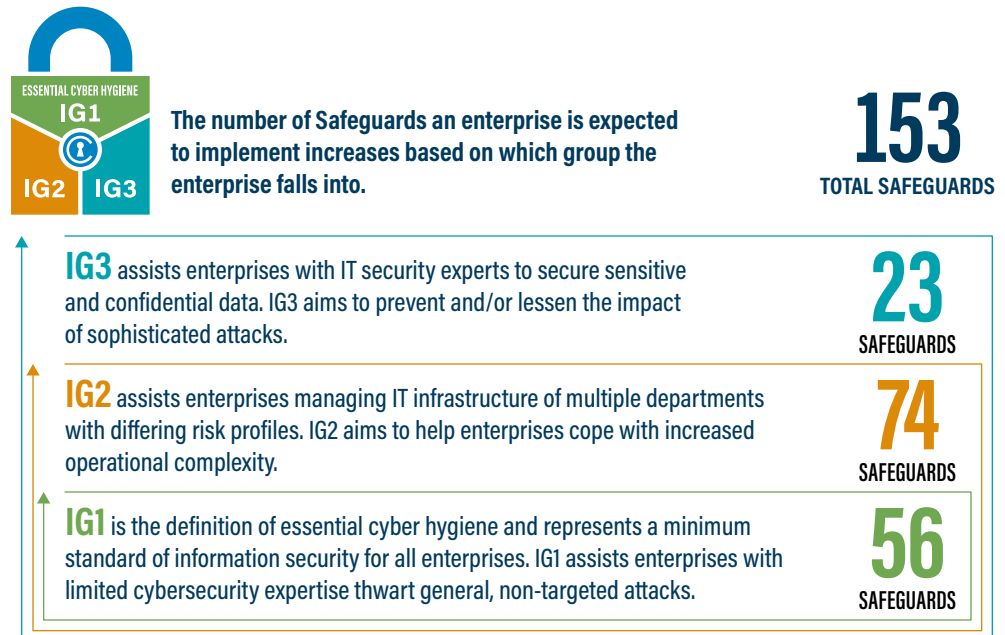 ESSENTIAL CYBER HYGIENE
IG1
IG2
IG3
The number of Safeguards an enterprise is expected
to implement increases based on which group the
enterprise falls into.
153
TOTAL SAFEGUARDS
IG3 assists enterprises with IT security experts to secure sensitive
and confidential data. IG3 aims to prevent and/or lessen the impact
of sophisticated attacks.
23
SAFEGUARDS
IG2 assists enterprises managing IT infrastructure of multiple departments
with differing risk profiles. IG2 aims to help enterprises cope with increased
operational complexity.
74
SAFEGUARDS
IG1 is the definition of essential cyber hygiene and represents a minimum
standard of information security for all enterprises. IG1 assists enterprises with
limited cybersecurity expertise thwart general, non-targeted attacks.
56
SAFEGUARDS